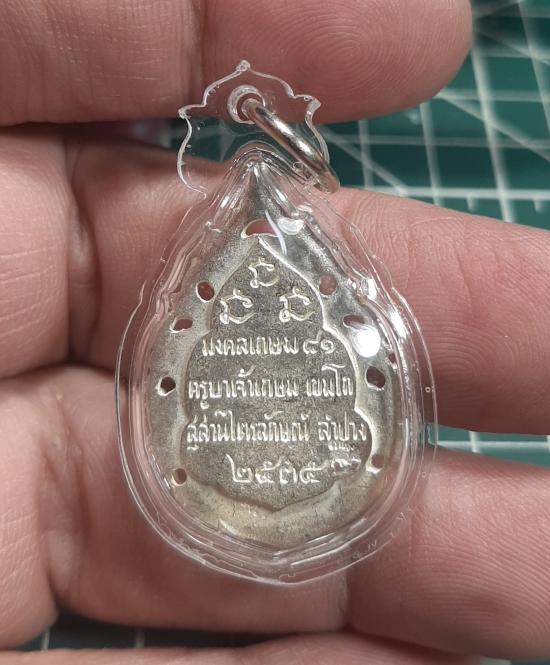 มงคลเกษม ๘๑
ครูบาเจ้าเกษม เขมโก
สุสานไตรลักษณ์ ลำปาง
๒๕๓๕